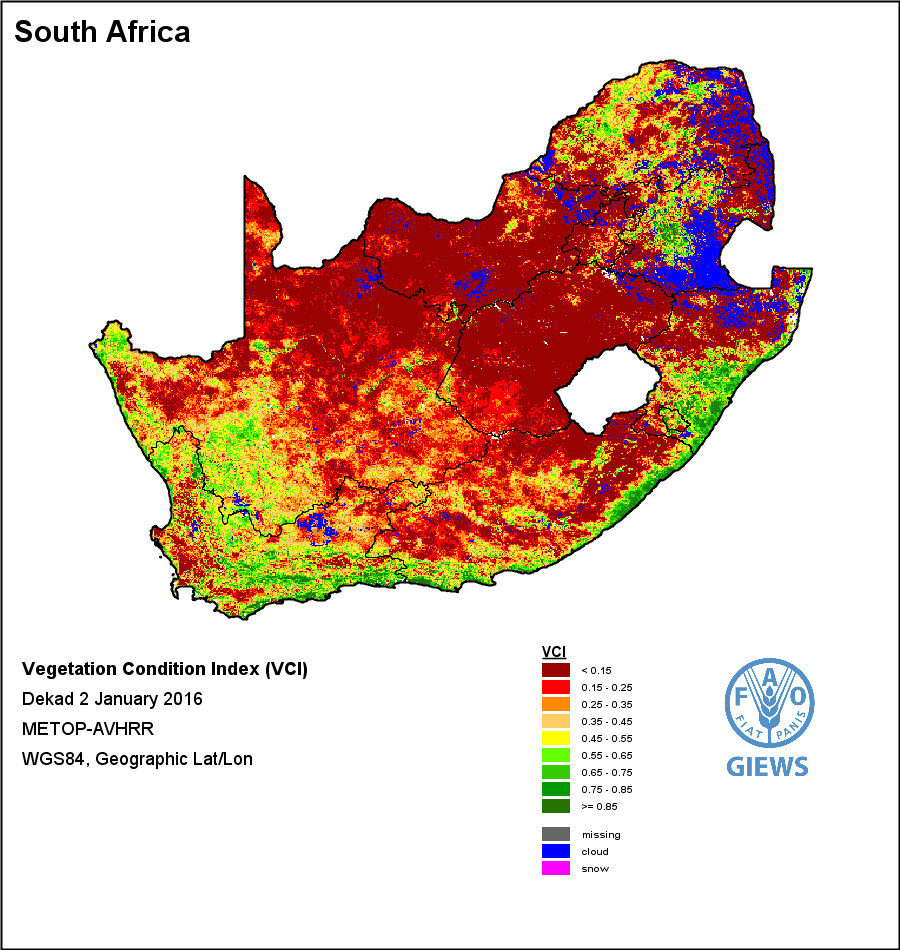 South Africa
Vegetation Condition Index (VCI)
Dekad 2 January 2016
METOP-AVHRR
WGS84, Geographic Lat/Lon
VCI
< 0.15
0.15 - 0.25
0.25 - 0.35
0.35 - 0.45
0.45 - 0.55
0.55 - 0.65
0.65 - 0.75
0.75 - 0.85
>= 0.85
missing
cloud
snow
F A O
FIAT PANIS
GIEWS